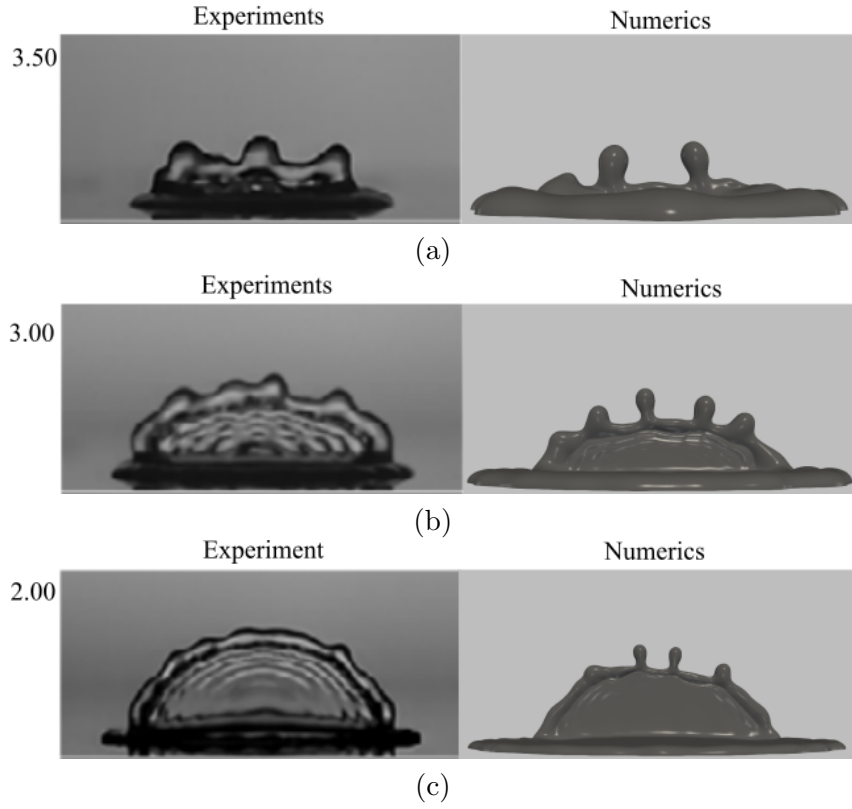 Experiments Numerics
3.50
(a)
Experiments Numerics
3.00
(b)
Experiment Numerics
2.00
(c)